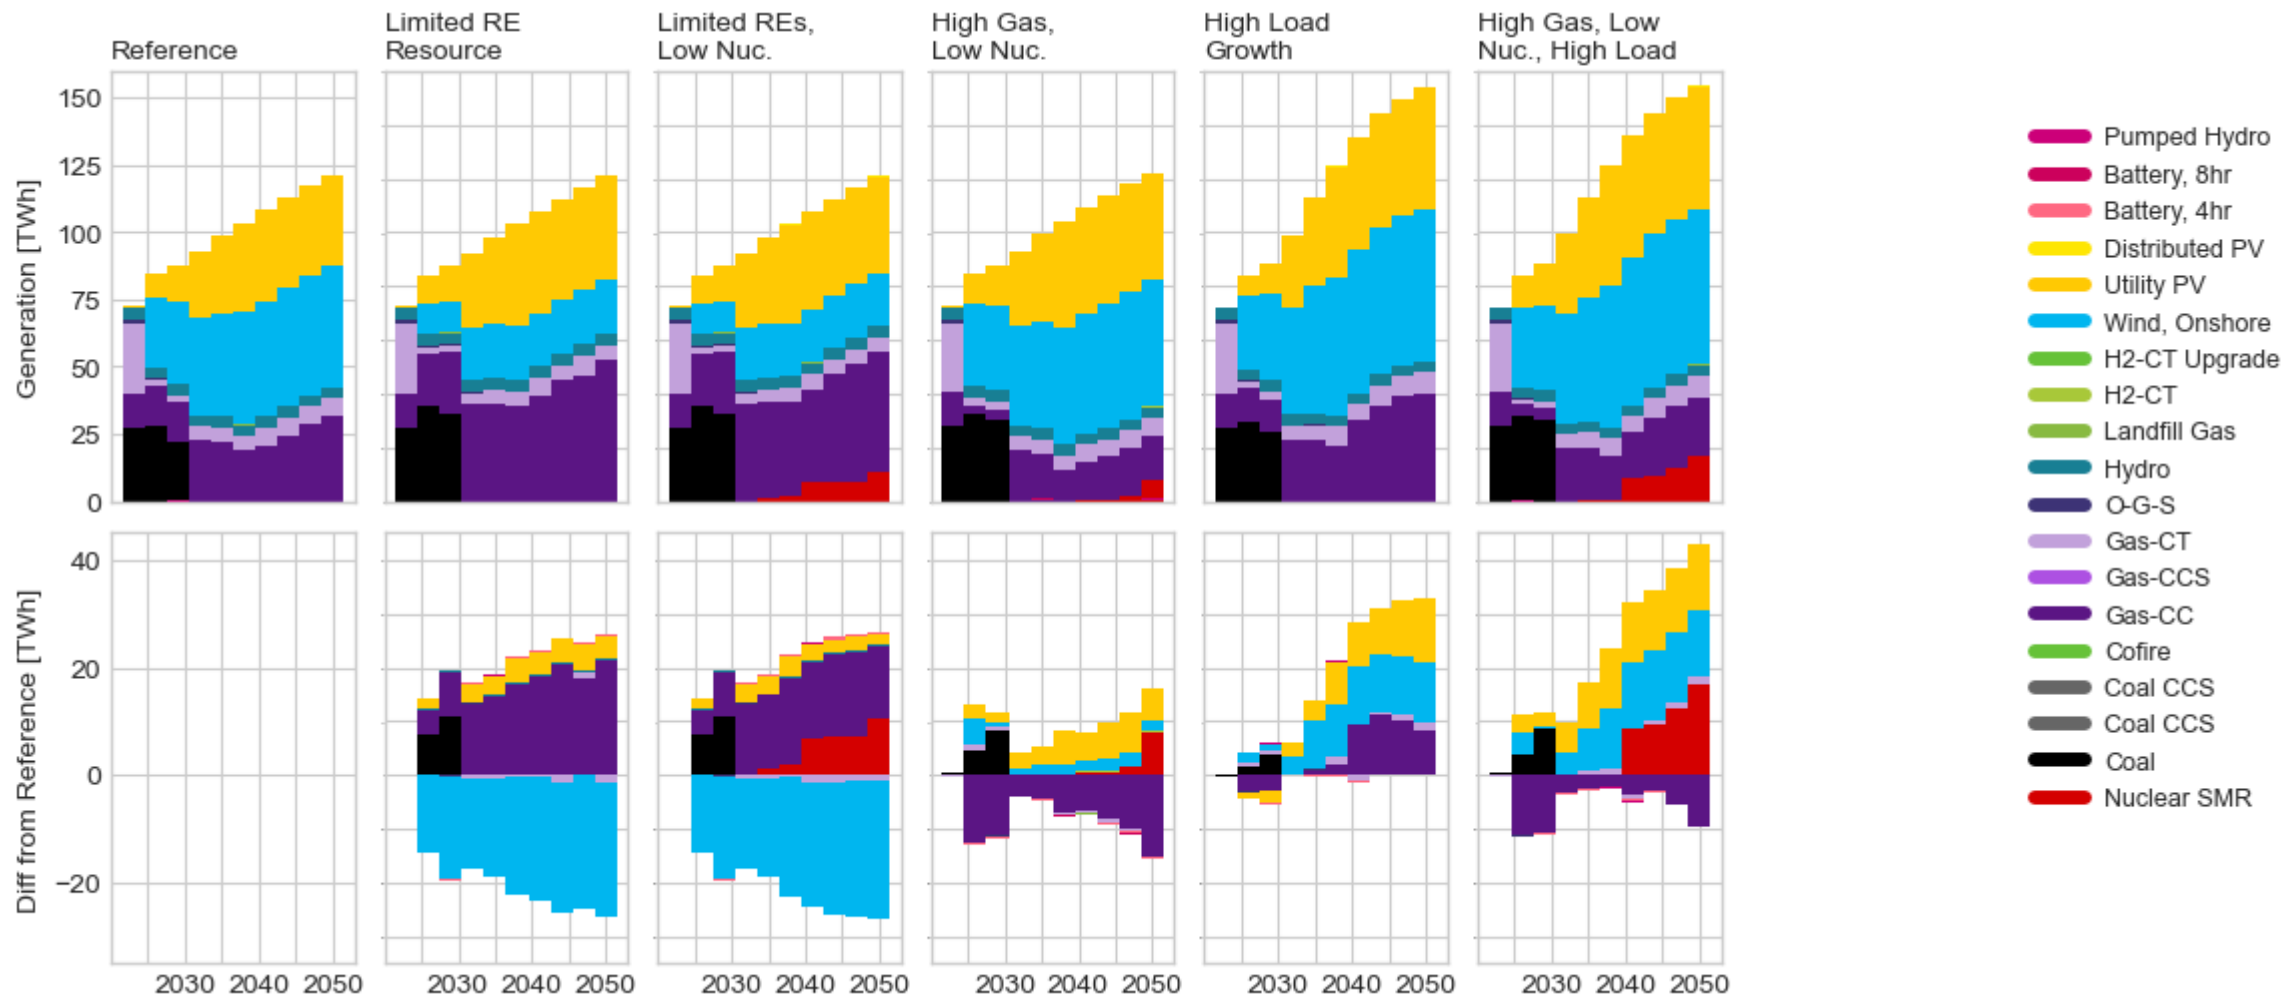 Reference
Limited RE
Resource
Limited REs,
Low Nuc.
High Gas,
Low Nuc.
High Load
Growth
High Gas, Low
Nuc., High Load
Generation [TWh]
150
125
100
75
50
25
0
Diff from Reference [TWh]
40
20
0
−20
2030 2040 2050
2030 2040 2050
2030 2040 2050
2030 2040 2050
2030 2040 2050
2030 2040 2050
Pumped Hydro
Battery, 8hr
Battery, 4hr
Distributed PV
Utility PV
Wind, Onshore
H2-CT Upgrade
H2-CT
Landfill Gas
Hydro
O-G-S
Gas-CT
Gas-CCS
Gas-CC
Cofire
Coal CCS
Coal CCS
Coal
Nuclear SMR